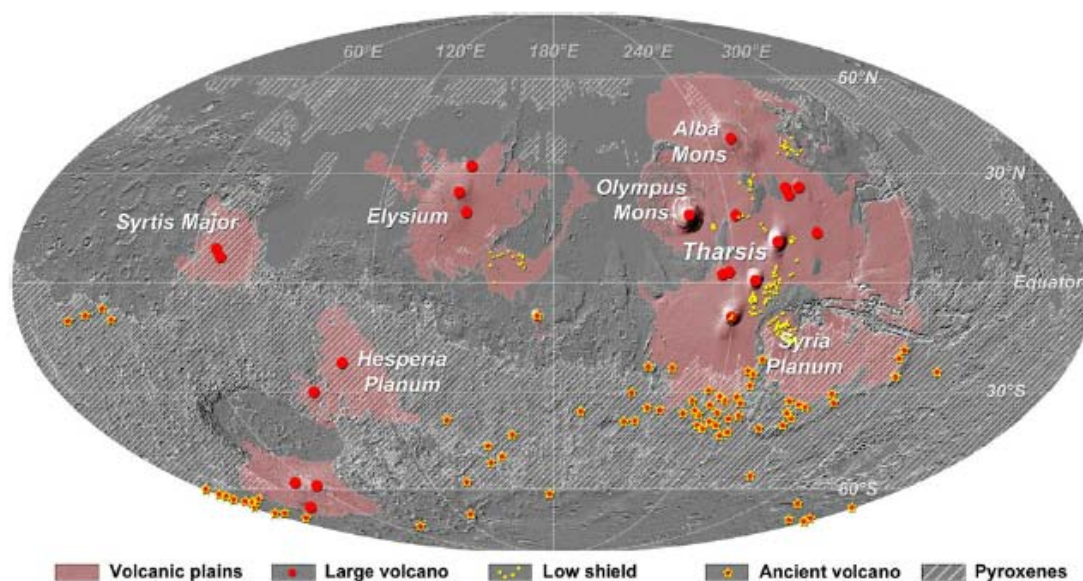 60°E 120°E 180°E 240°E 300°E
60°N
Alba
Mons
30°N
Olympus
Mons
Syrtis Major
Elysium
Tharsis
Equator
Syria
Planum
Hesperia
Planum
30°S
60°S
Volcanic plains Large volcano Low shield Ancient volcano Pyroxenes